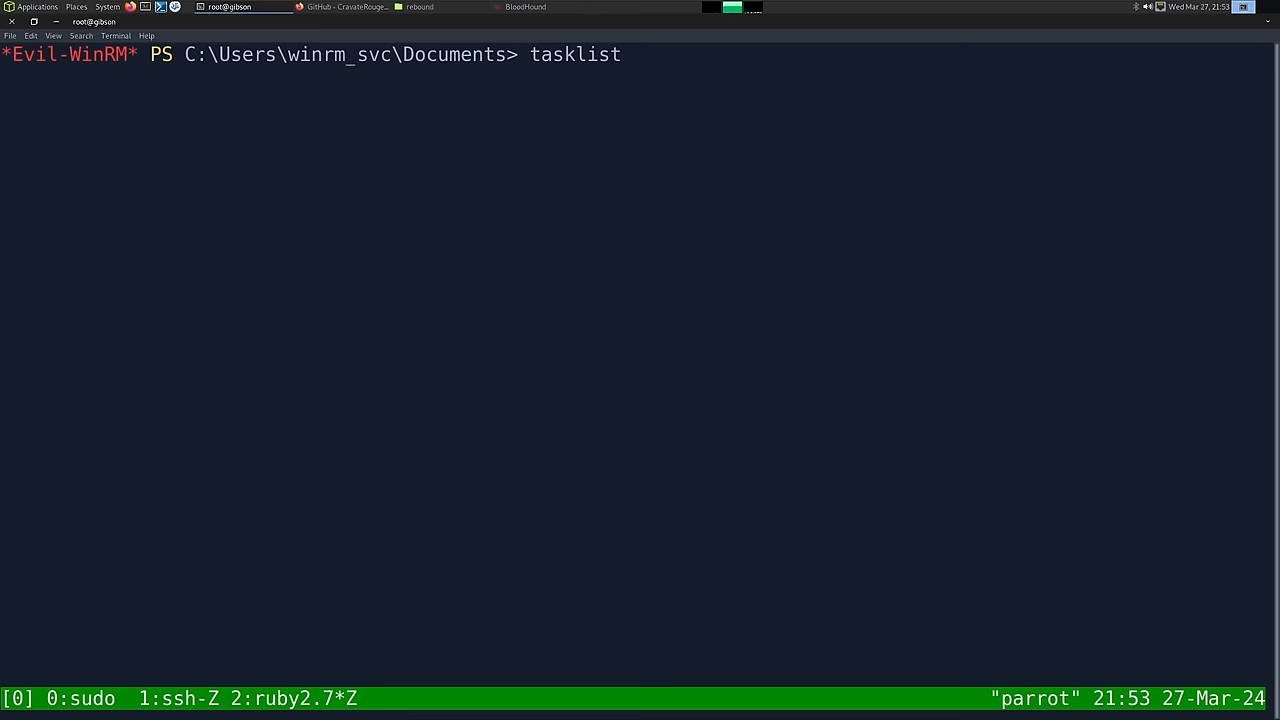 Applications Places System root@gibson GitHub - CravateRouge... rebound BloodHound Wed Mar 27, 21:53
root@gibson
File Edit View Search Terminal Help
*Evil-WinRM* PS C:\Users\winrm_svc\Documents> tasklist
[0] 0:sudo 1:ssh-Z 2:ruby2.7*Z "parrot" 21:53 27-Mar-24